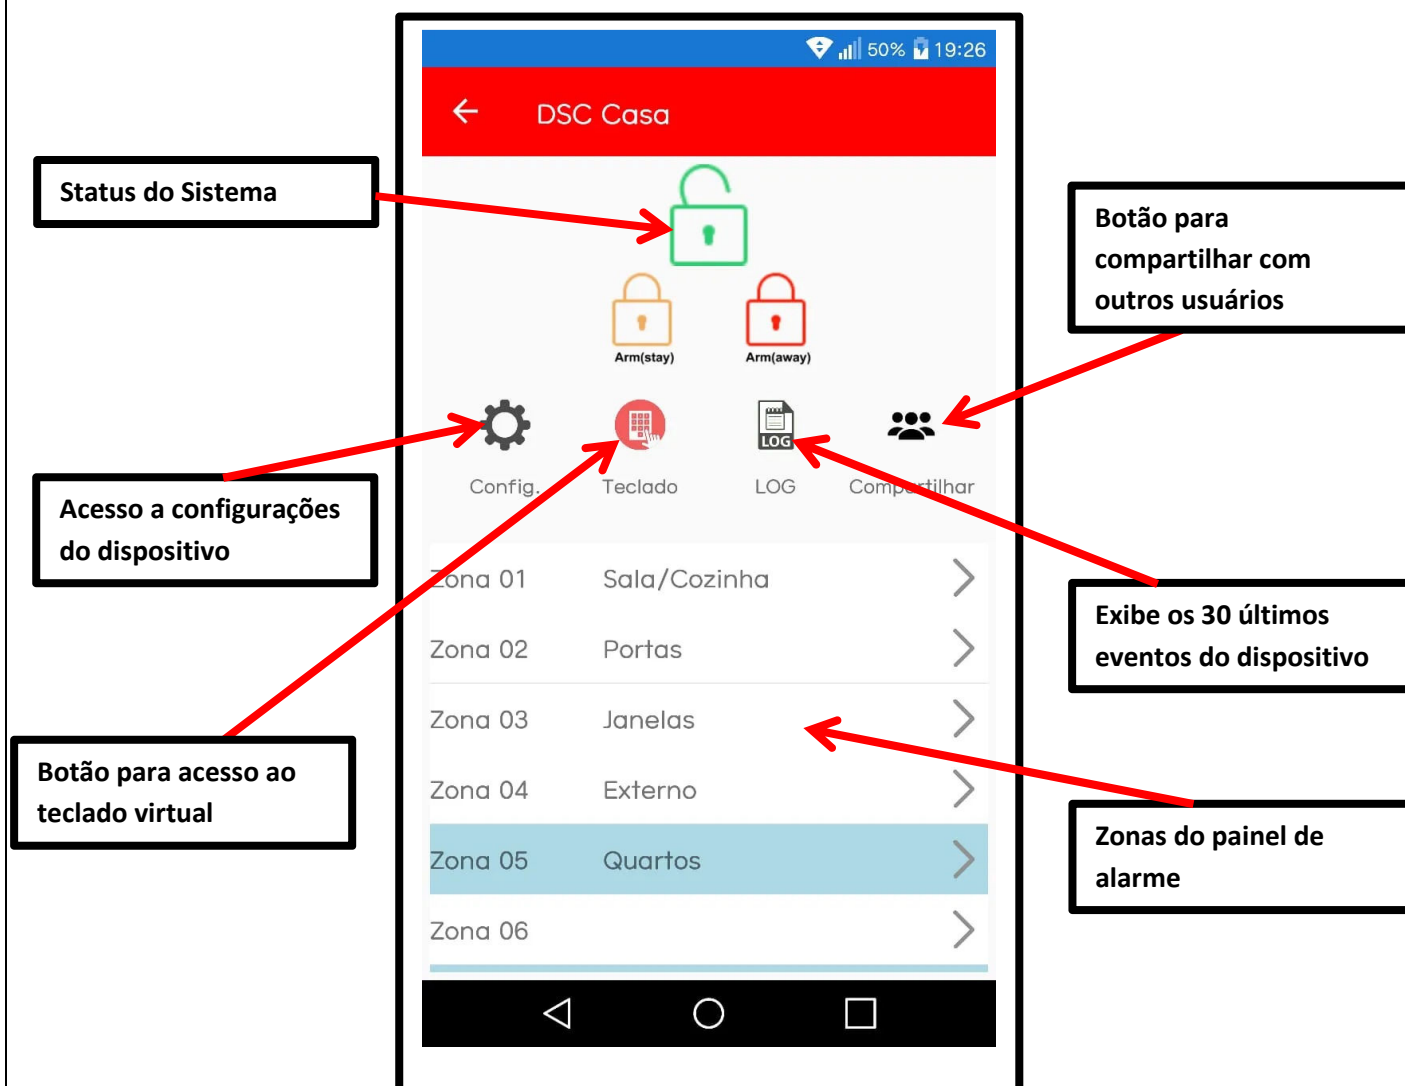 50% 19:26
DSC Casa
Status do Sistema
Botão para
compartilhar com
outros usuários
Arm(stay)
Arm(away)
LOG
Config.
Teclado
LOG
Compartilhar
Acesso a configurações
do dispositivo
Zona 01 Sala/Cozinha
Exibe os 30 últimos
eventos do dispositivo
Zona 02 Portas
Zona 03 Janelas
Botão para acesso ao
teclado virtual
Zona 04 Externo
Zonas do painel de
alarme
Zona 05 Quartos
Zona 06